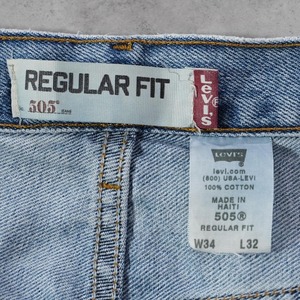 REGULAR FIT
505®
LEVI'S®
LEVI'S
levi.com
(800) USA-LEVI
100% COTTON
MADE IN
HAITI
505®
REGULAR FIT
W34 L32